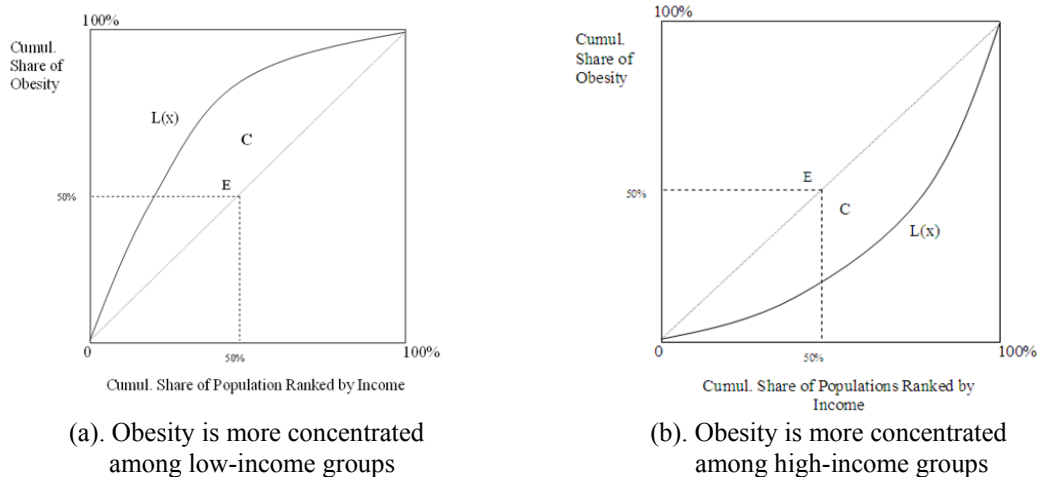 100%
Cumul.
Share of
Obesity
L(x)
C
E
50%
0
50%
100%
Cumul. Share of Population Ranked by Income
(a). Obesity is more concentrated
among low-income groups
100%
Cumul.
Share of
Obesity
E
50%
C
L(x)
0
50%
100%
Cumul. Share of Populations Ranked by
Income
(b). Obesity is more concentrated
among high-income groups